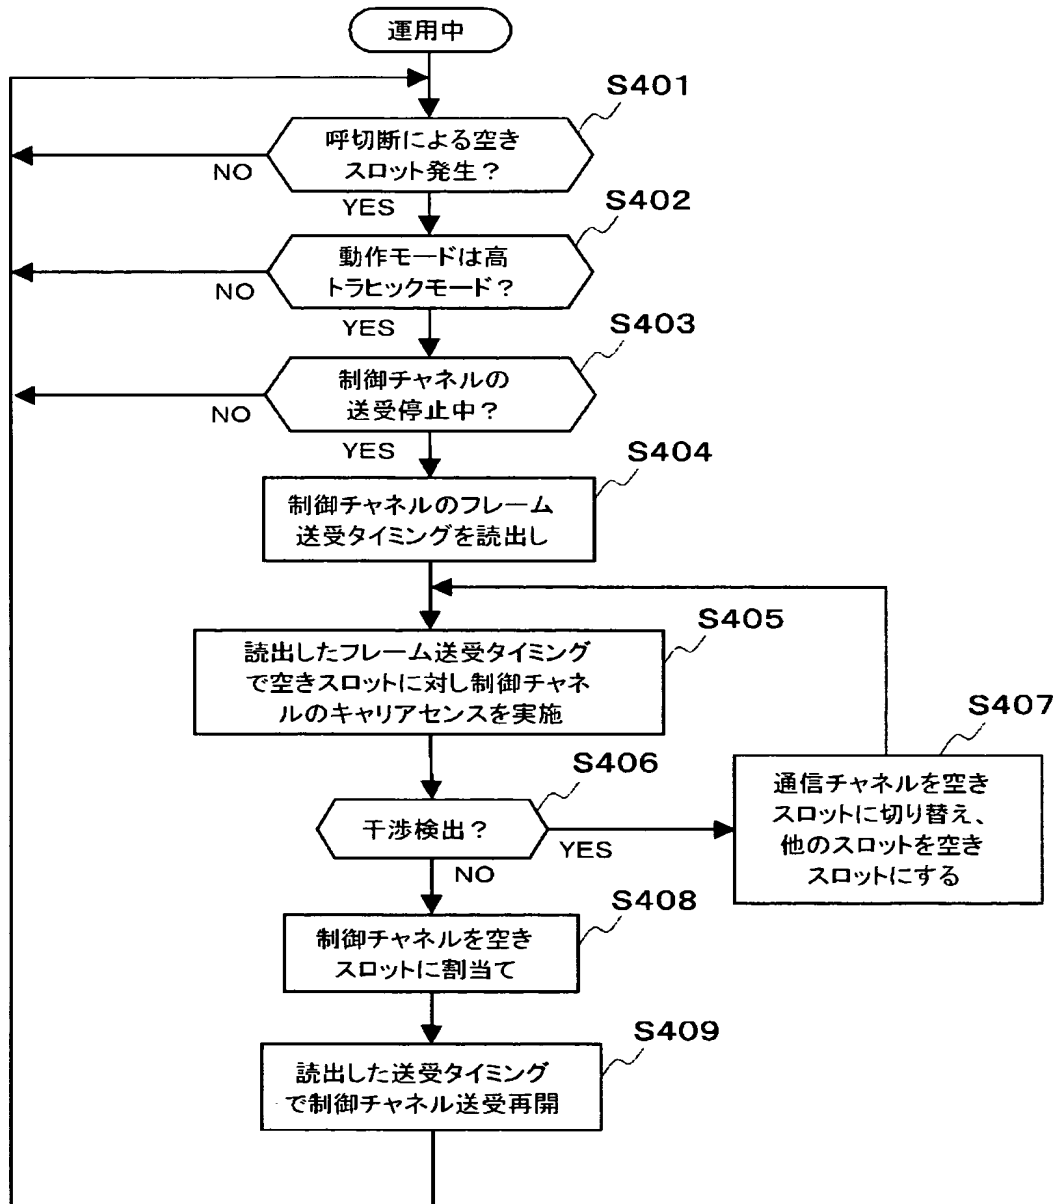 運用中
S401
呼切断による空き
スロット発生？
NO
YES
S402
動作モードは高
トラヒックモード？
NO
YES
S403
制御チャネルの
送受停止中？
NO
YES
S404
制御チャネルのフレーム
送受タイミングを読出し
S405
読出したフレーム送受タイミング
で空きスロットに対し制御チャネ
ルのキャリアセンスを実施
S406
干渉検出？
YES
NO
S407
通信チャネルを空き
スロットに切り替え、
他のスロットを空き
スロットにする
S408
制御チャネルを空き
スロットに割当て
S409
読出した送受タイミング
で制御チャネル送受再開